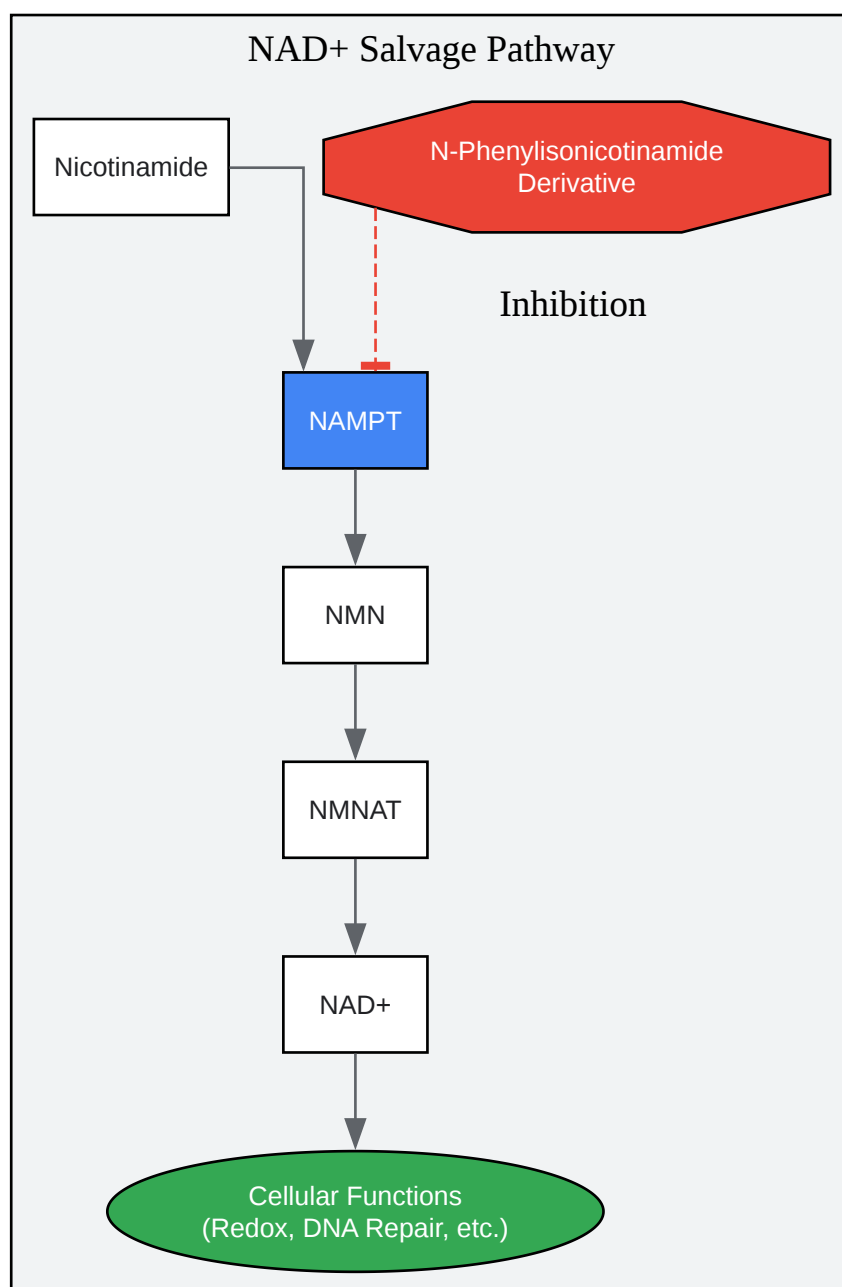 NAD+ Salvage Pathway
Nicotinamide
N-Phenylisonicotinamide
Derivative
Inhibition
NAMPT
NMN
NMNAT
NAD+
Cellular Functions
(Redox, DNA Repair, etc.)